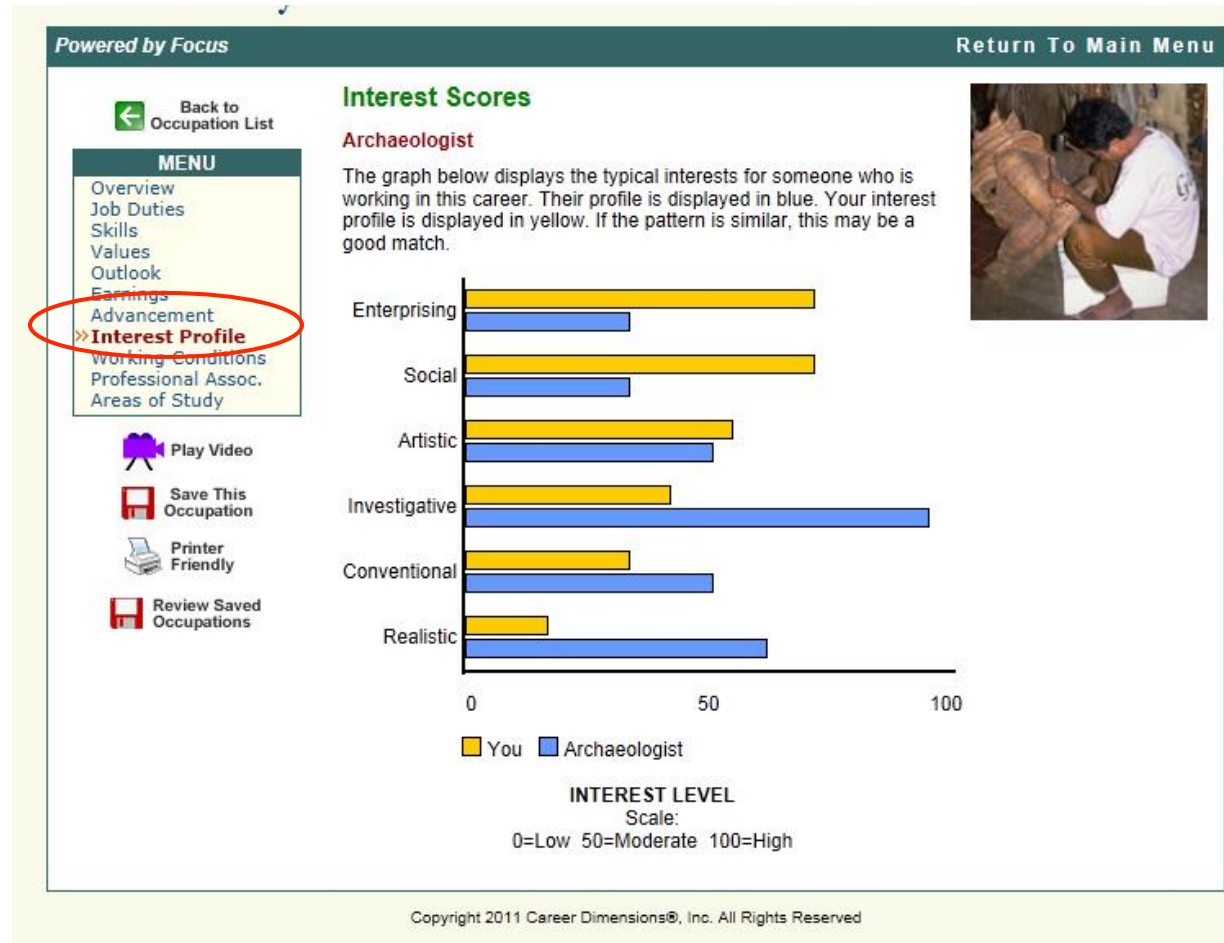 Powered by Focus
Return To Main Menu
Back to
Occupation List
MENU
Overview
Job Duties
Skills
Values
Outlook
Earnings
Advancement
»Interest Profile
Working Conditions
Professional Assoc.
Areas of Study
Play Video
Save This
Occupation
Printer
Friendly
Review Saved
Occupations
Interest Scores
Archaeologist
The graph below displays the typical interests for someone who is
working in this career. Their profile is displayed in blue. Your interest
profile is displayed in yellow. If the pattern is similar, this may be a
good match.
Enterprising
Social
Artistic
Investigative
Conventional
Realistic
0 50 100
You Archaeologist
INTEREST LEVEL
Scale:
0=Low 50=Moderate 100=High
Copyright 2011 Career Dimensions®, Inc. All Rights Reserved